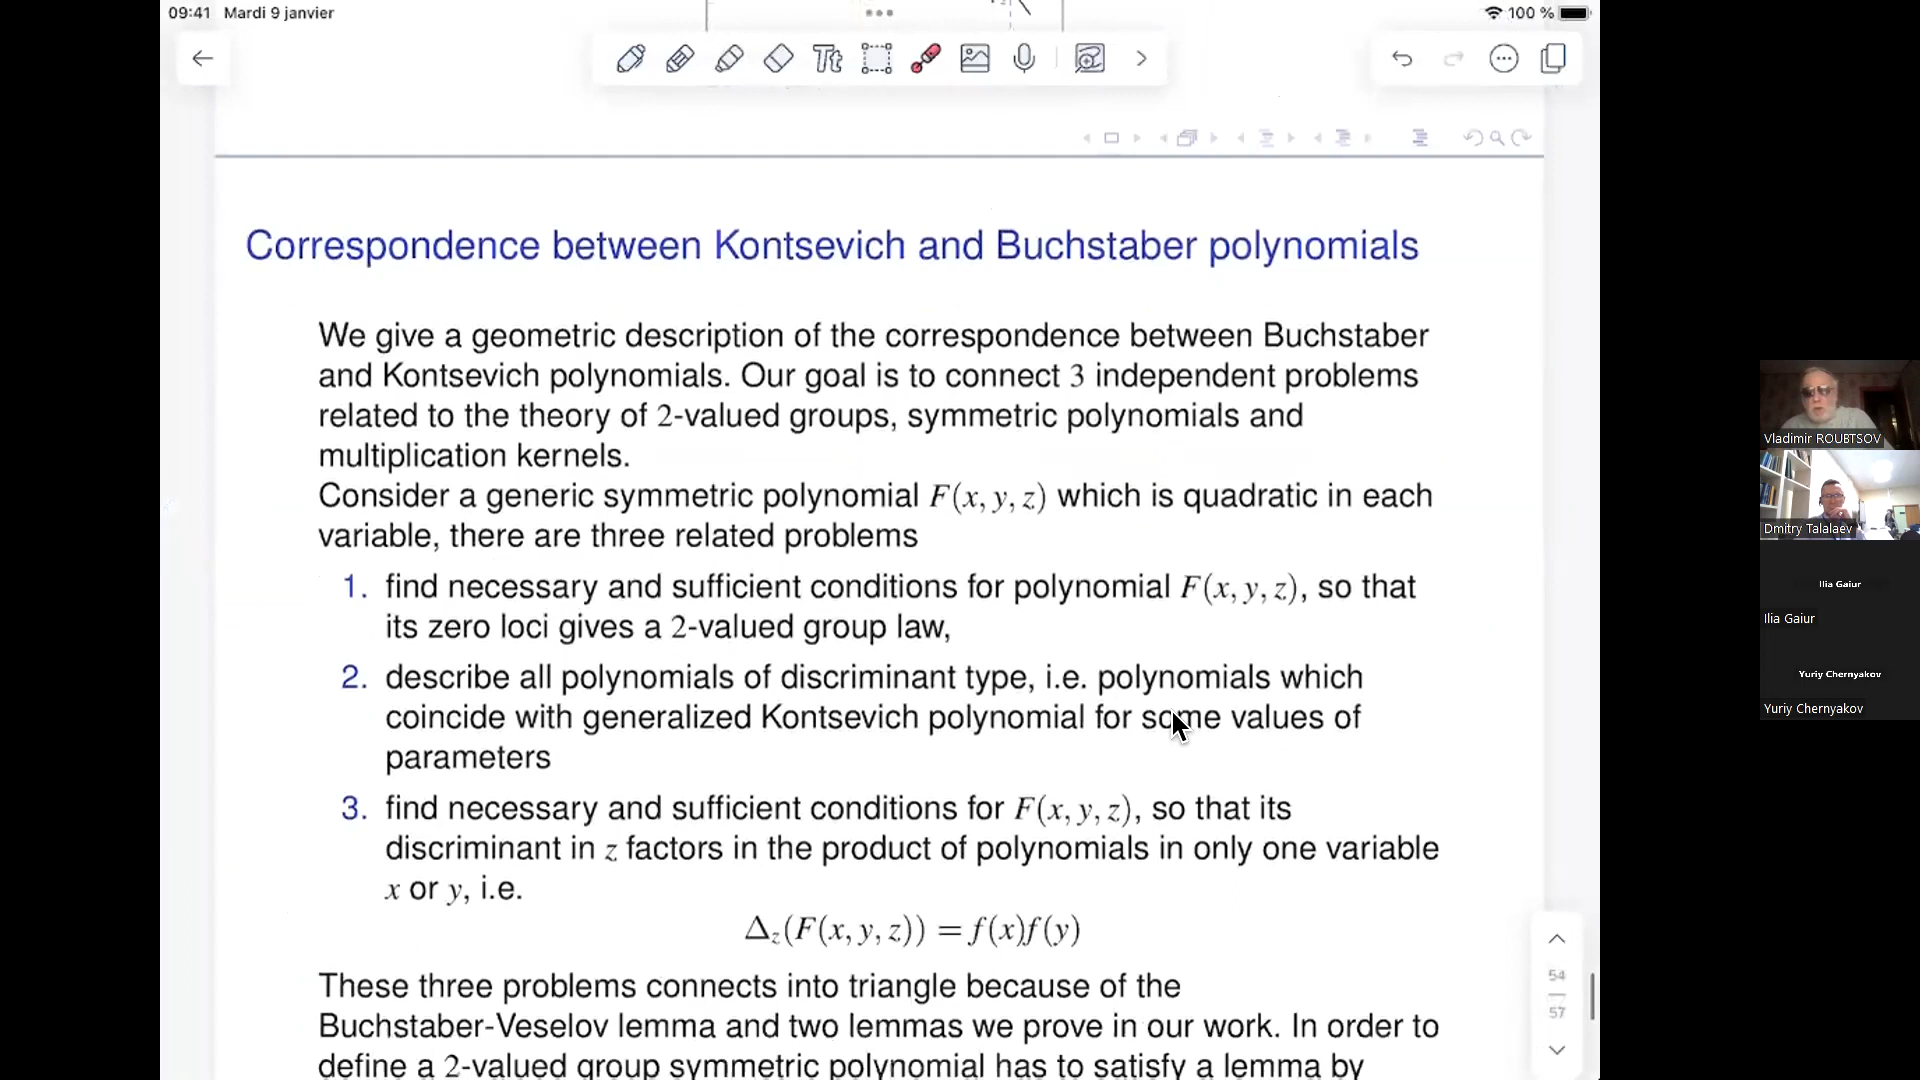 09:41 Mardi 9 janvier
100 %
Tt
Correspondence between Kontsevich and Buchstaber polynomials
We give a geometric description of the correspondence between Buchstaber
and Kontsevich polynomials. Our goal is to connect 3 independent problems
related to the theory of 2-valued groups, symmetric polynomials and
multiplication kernels.
Consider a generic symmetric polynomial F(x, y, z) which is quadratic in each
variable, there are three related problems
1. find necessary and sufficient conditions for polynomial F(x, y, z), so that
its zero loci gives a 2-valued group law,
2. describe all polynomials of discriminant type, i.e. polynomials which
coincide with generalized Kontsevich polynomial for some values of
parameters
3. find necessary and sufficient conditions for F(x, y, z), so that its
discriminant in z factors in the product of polynomials in only one variable
x or y, i.e.
Δz(F(x, y, z)) = f(x)f(y)
These three problems connects into triangle because of the
Buchstaber-Veselov lemma and two lemmas we prove in our work. In order to
define a 2-valued group symmetric polynomial has to satisfy a lemma by
54
57
Vladimir ROUBTSOV
Dmitry Talalaev
Ilia Gaiur
Ilia Gaiur
Yuriy Chernyakov
Yuriy Chernyakov